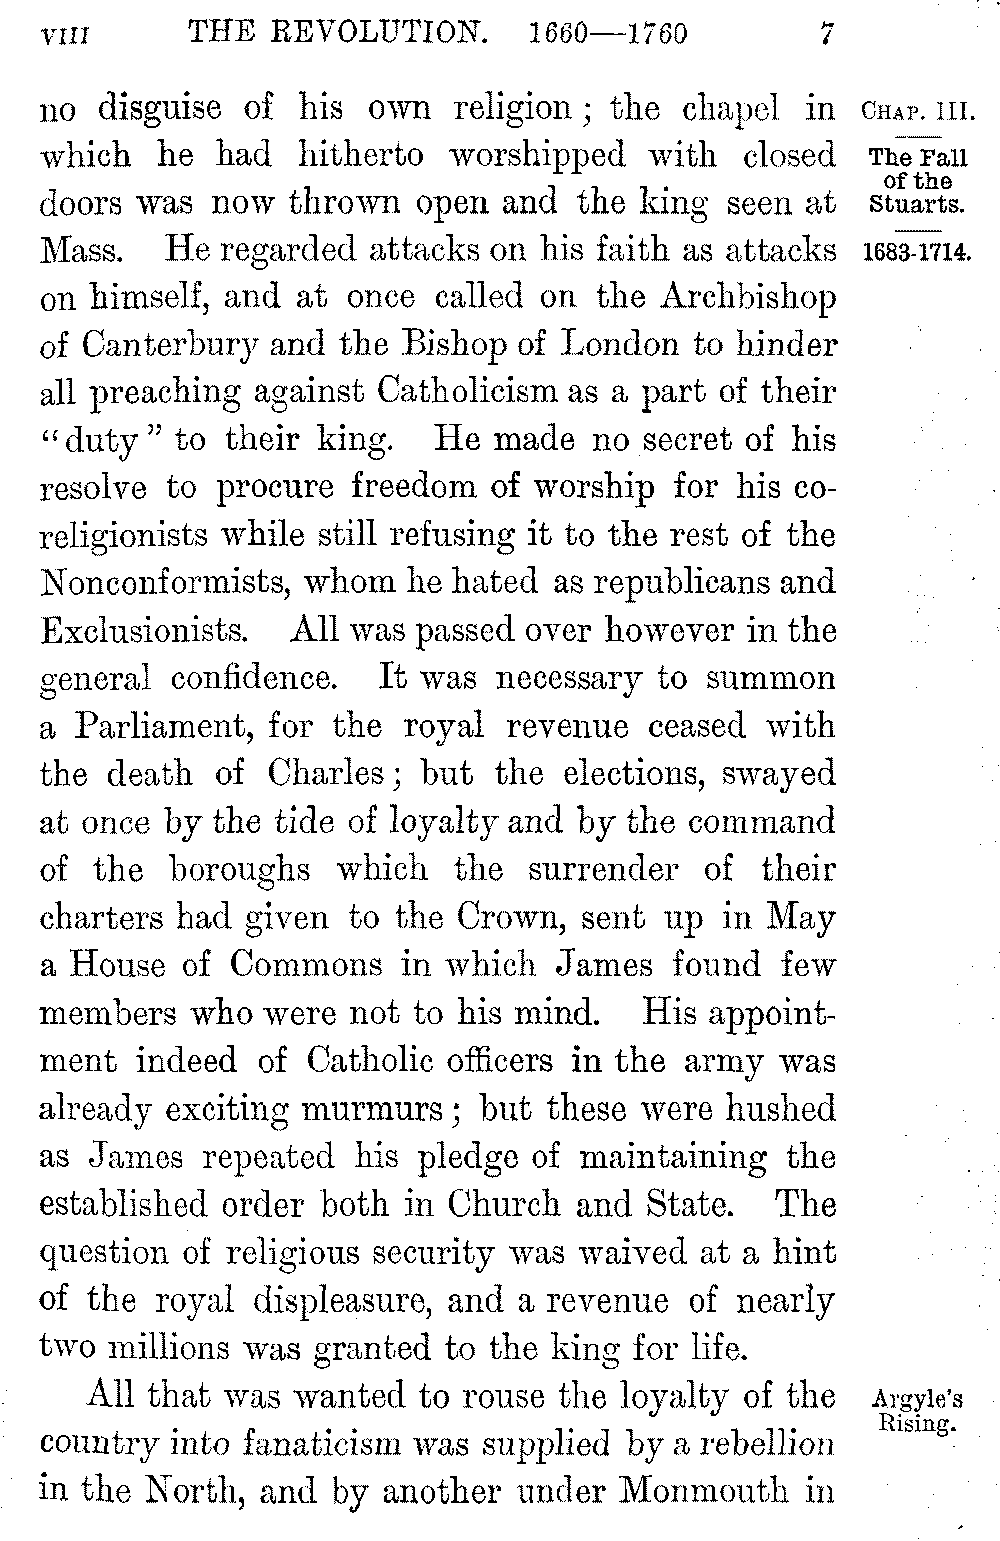 VIII THE REVOLUTION. 1660—1760 7
no disguise of his own religion; the chapel in
which he had hitherto worshipped with closed
doors was now thrown open and the king seen at
Mass. He regarded attacks on his faith as attacks
on himself, and at once called on the Archbishop
of Canterbury and the Bishop of London to hinder
all preaching against Catholicism as a part of their
"duty" to their king. He made no secret of his
resolve to procure freedom of worship for his co-
religionists while still refusing it to the rest of the
Nonconformists, whom he hated as republicans and
Exclusionists. All was passed over however in the
general confidence. It was necessary to summon
a Parliament, for the royal revenue ceased with
the death of Charles; but the elections, swayed
at once by the tide of loyalty and by the command
of the boroughs which the surrender of their
charters had given to the Crown, sent up in May
a House of Commons in which James found few
members who were not to his mind. His appoint-
ment indeed of Catholic officers in the army was
already exciting murmurs; but these were hushed
as James repeated his pledge of maintaining the
established order both in Church and State. The
question of religious security was waived at a hint
of the royal displeasure, and a revenue of nearly
two millions was granted to the king for life.
All that was wanted to rouse the loyalty of the
country into fanaticism was supplied by a rebellion
in the North, and by another under Monmouth in
CHAP. III.
The Fall
of the
Stuarts.
1683-1714.
Argyle's
Rising.